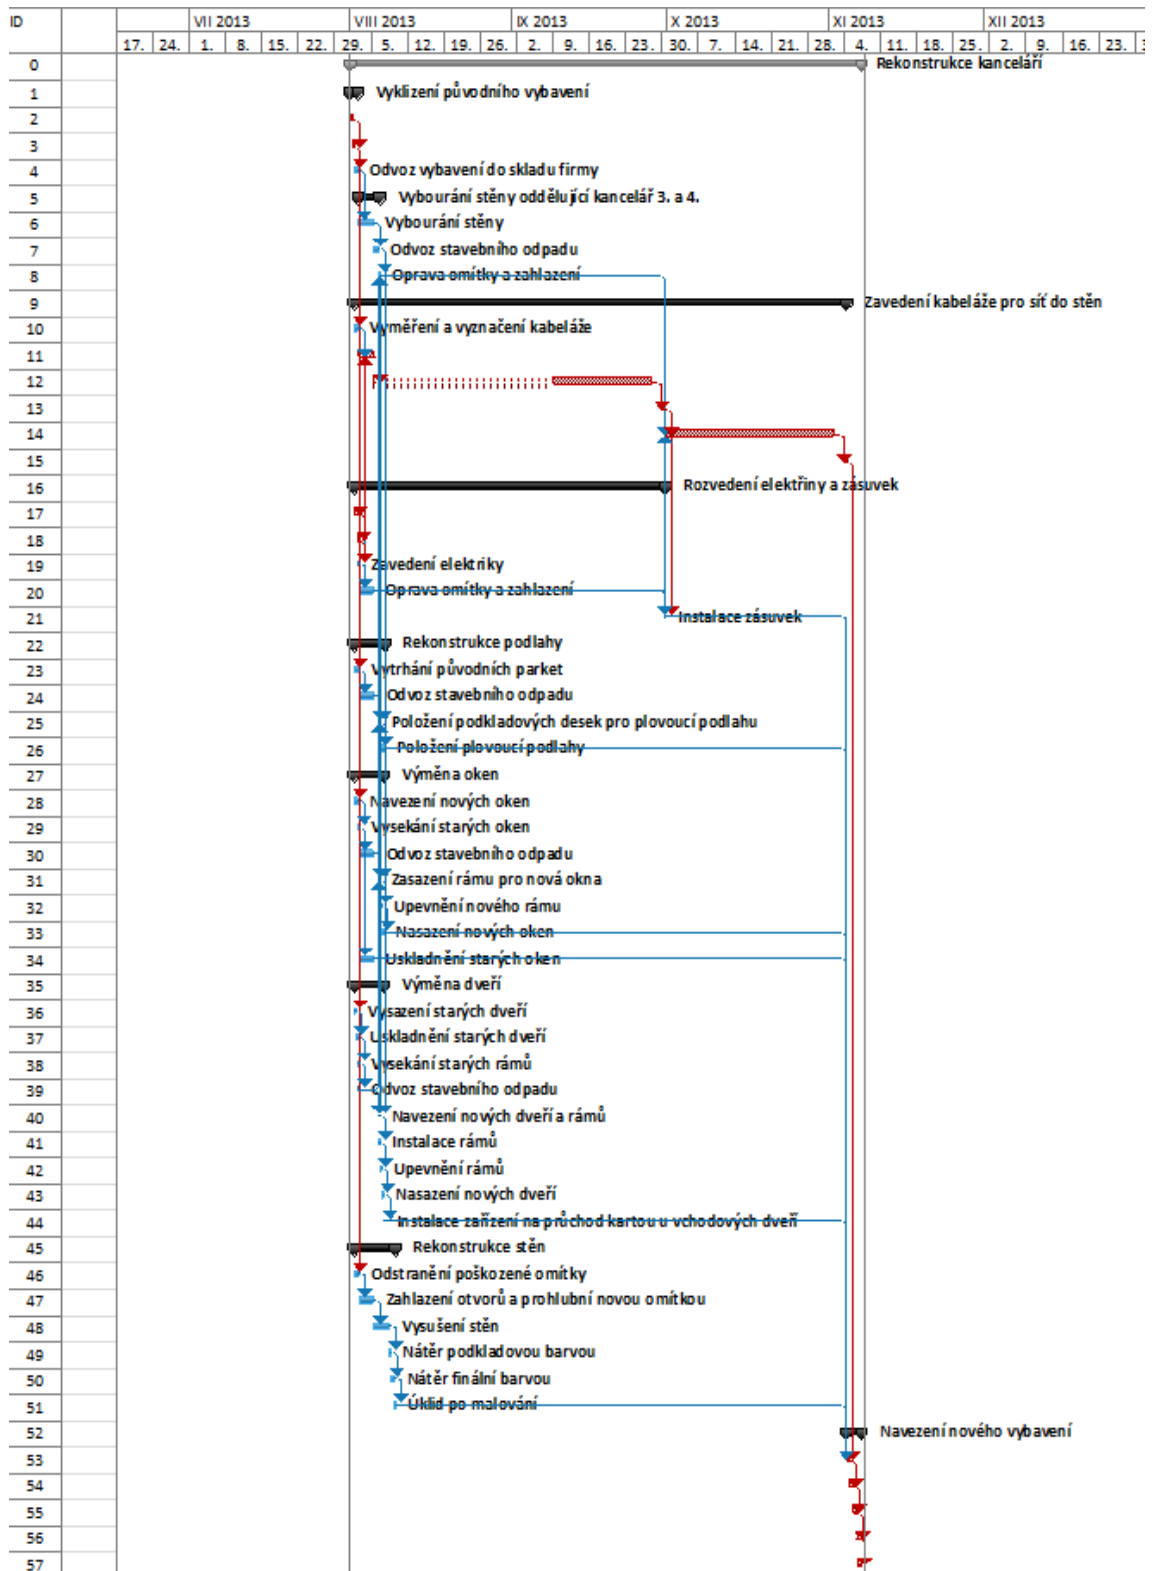 ID VII 2013 VIII 2013 IX 2013 X 2013 XI 2013 XII 2013
17. 24. 1. 8. 15. 22. 29. 5. 12. 19. 26. 2. 9. 16. 23. 30. 7. 14. 21. 28. 4. 11. 18. 25. 2. 9. 16. 23.
0 Rekonstrukce kanceláří
1 Vyklizení původního vybavení
2
3
4 Odvoz vybavení do skladu firmy
5 Vybourání stěny oddělující kancelář 3. a 4.
6 Vybourání stěny
7 Odvoz stavebního odpadu
8 Oprava omítky a zahlazení
9 Zavedení kabeláže pro síť do stěn
10 Vyměření a vyznačení kabeláže
11
12
13
14
15
16 Rozvedení elektřiny a zásuvek
17
18
19 Zavedení elektriky
20 Oprava omítky a zahlazení
21 Instalace zásuvek
22 Rekonstrukce podlahy
23 Vytrhání původních parket
24 Odvoz stavebního odpadu
25 Položení podkladových desek pro plovoucí podlahu
26 Položení plovoucí podlahy
27 Výměna oken
28 Navezení nových oken
29 Vysekání starých oken
30 Odvoz stavebního odpadu
31 Zasazení rámu pro nová okna
32 Upevnění nového rámu
33 Nasazení nových oken
34 Uskladnění starých oken
35 Výměna dveří
36 Vysazení starých dveří
37 Uskladnění starých dveří
38 Vysekání starých rámů
39 Odvoz stavebního odpadu
40 Navezení nových dveří a rámů
41 Instalace rámů
42 Upevnění rámů
43 Nasazení nových dveří
44 Instalace zařízení na průchod kartou u vchodových dveří
45 Rekonstrukce stěn
46 Odstranění poškozené omítky
47 Zahlazení otvorů a prohlubní novou omítkou
48 Vysušení stěn
49 Nátěr podkladovou barvou
50 Nátěr finální barvou
51 Úklid po malování
52 Navezení nového vybavení
53
54
55
56
57